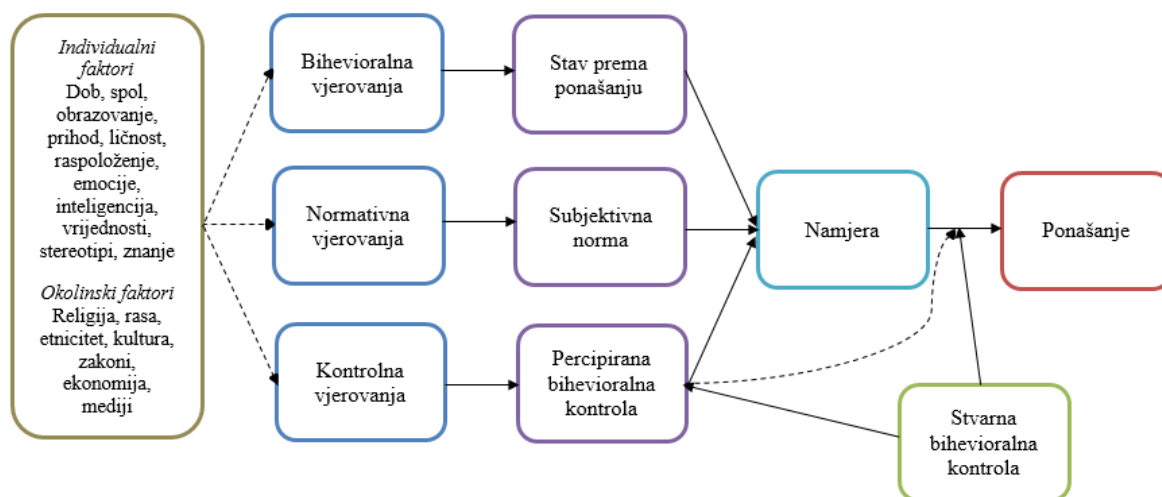 Individualni
faktori
Dob, spol,
obrazovanje,
prihod, ličnost,
raspoloženje,
emocije,
inteligencija,
vrijednosti,
stereotipi, znanje
Okolinski faktori
Religija, rasa,
etnicitet, kultura,
zakoni,
ekonomija,
mediji
Bihevioralna
vjerovanja
Stav prema
ponašanju
Normativna
vjerovanja
Subjektivna
norma
Namjera
Ponašanje
Kontrolna
vjerovanja
Percipirana
bihevioralna
kontrola
Stvarna
bihevioralna
kontrola